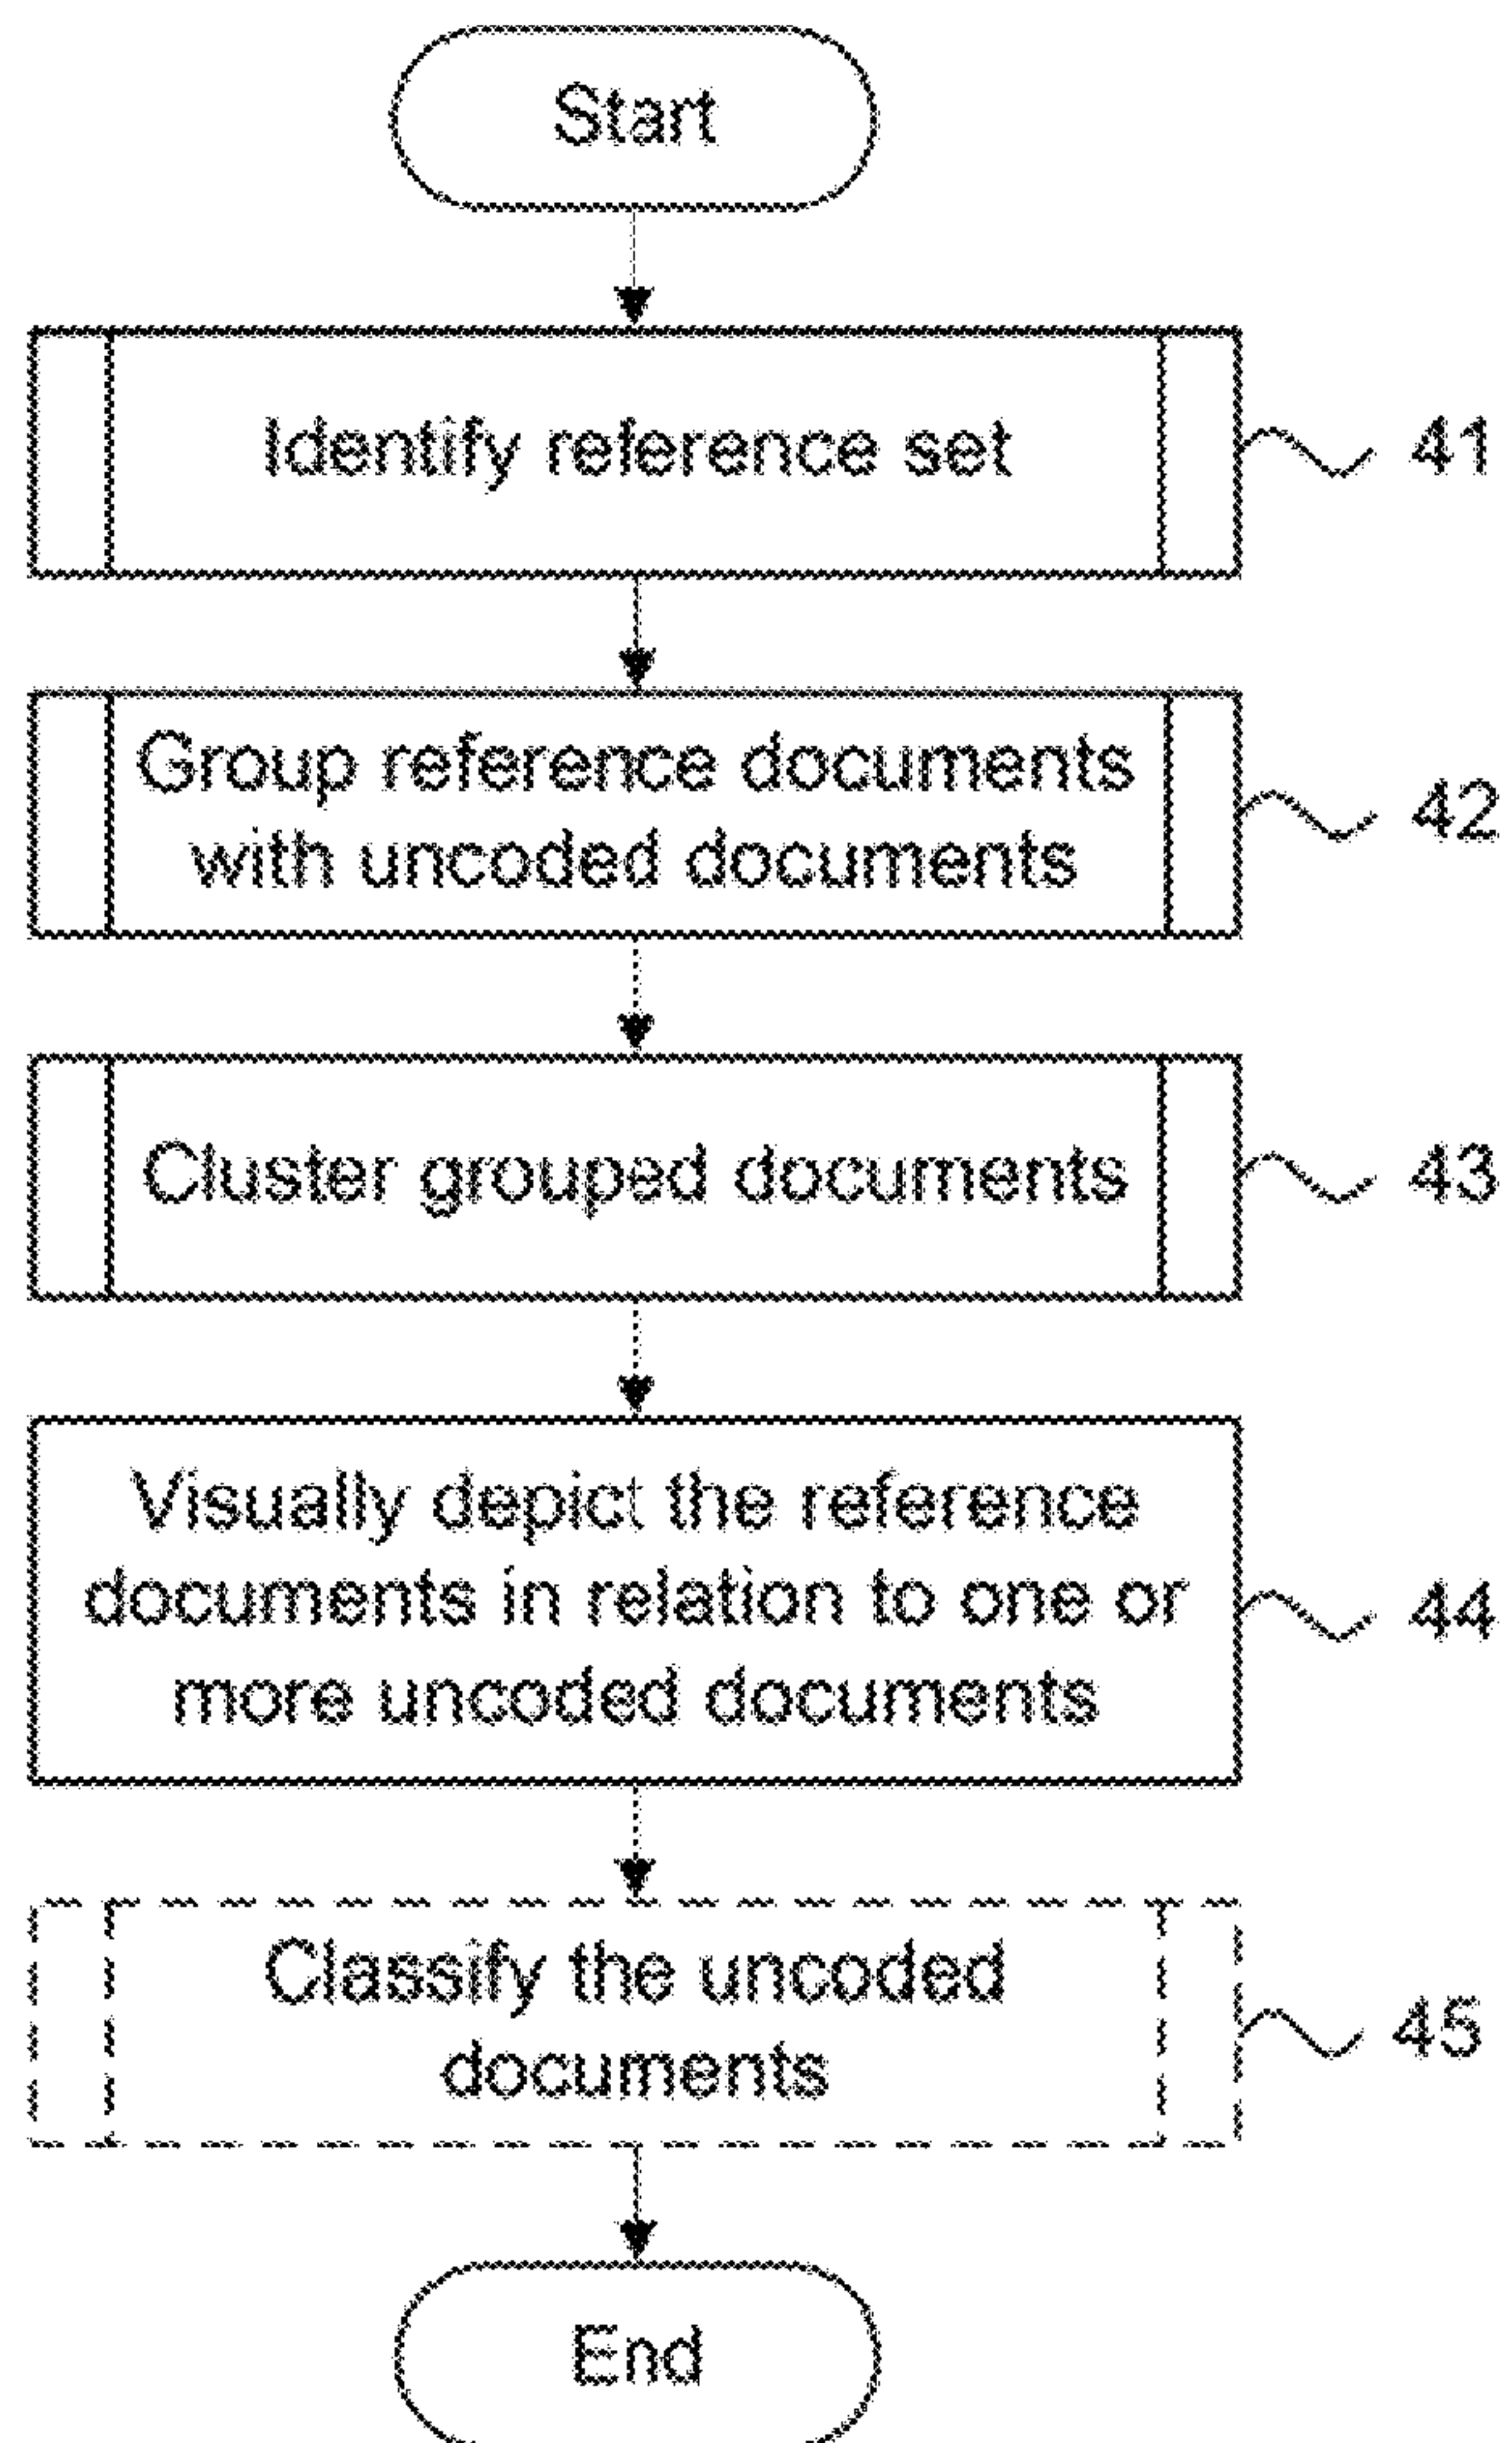 Start
Identify reference set
41
Group reference documents
with uncoded documents
42
Cluster grouped documents
43
Visually depict the reference
documents in relation to one or
more uncoded documents
44
Classify the uncoded
documents
45
End